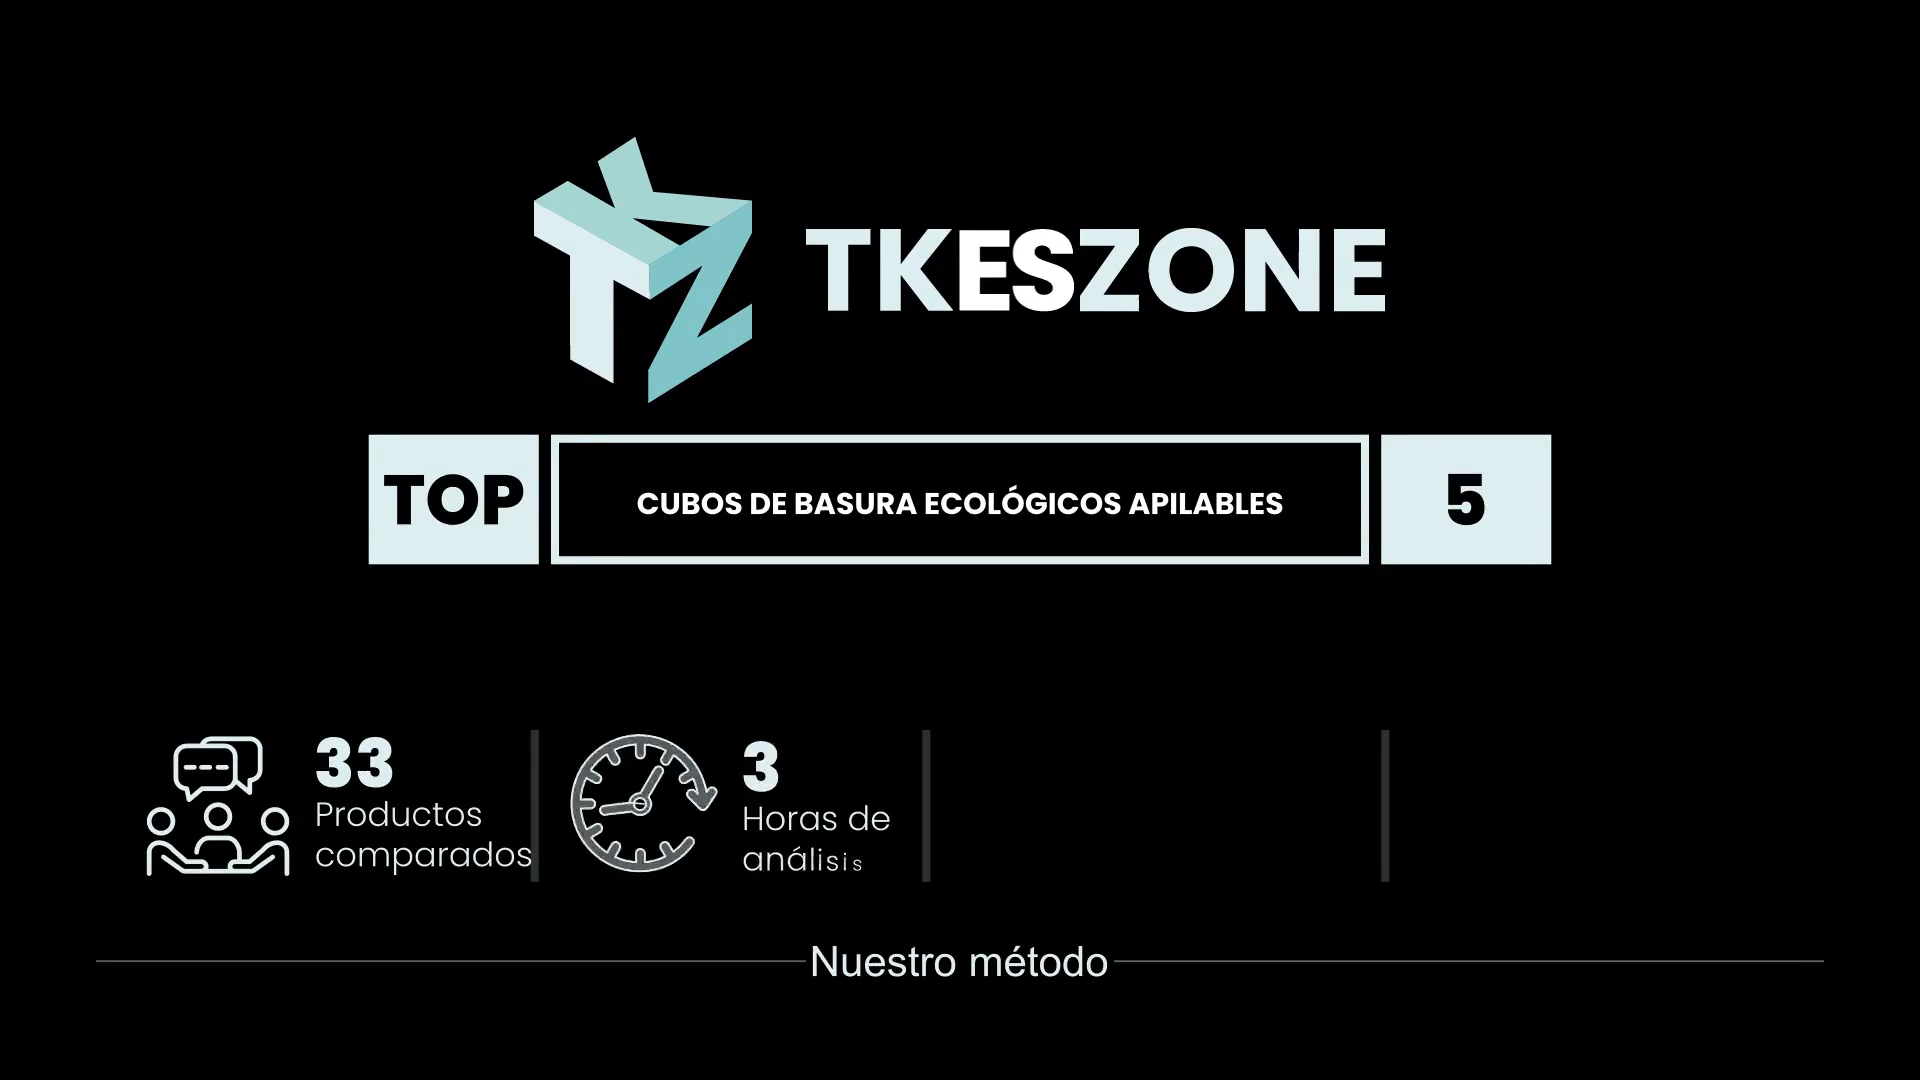 TKESZONE
TOP
CUBOS DE BASURA ECOLÓGICOS APILABLES
5
33
Productos
comparados
3
Horas de
análisis
Nuestro método